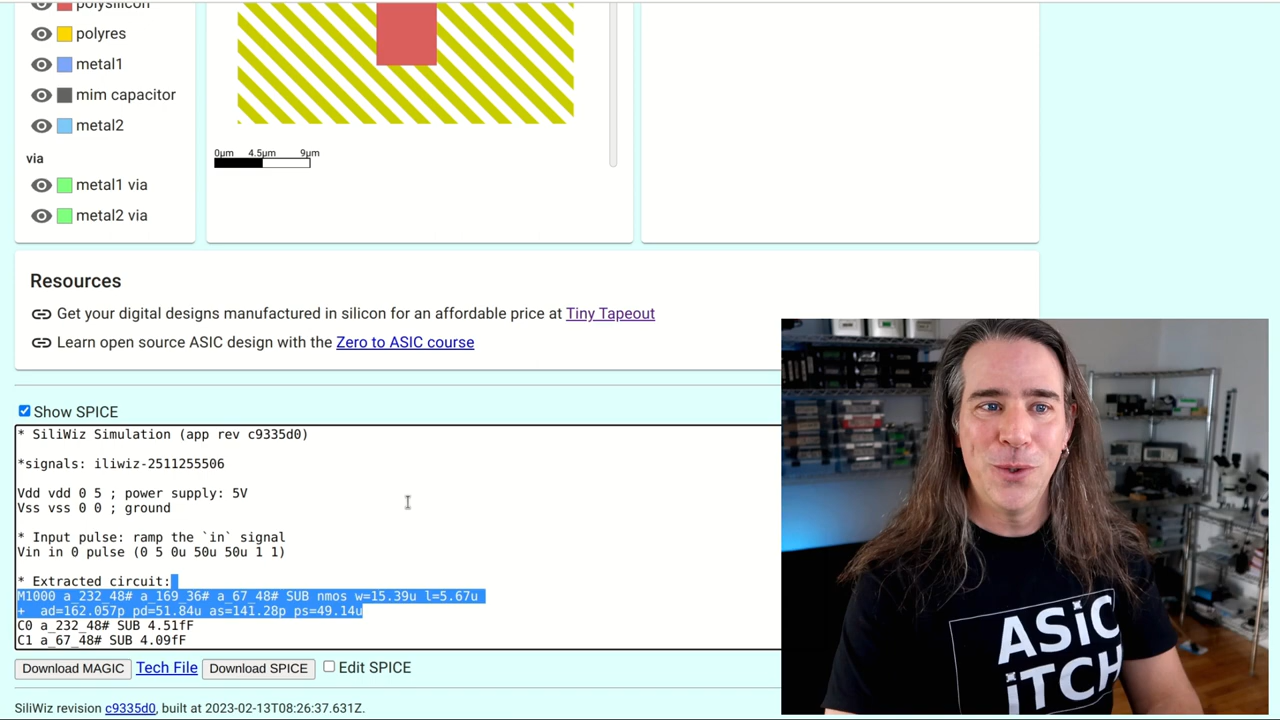 polysilicon
polyres
metal1
mim capacitor
metal2
via
metal1 via
metal2 via
0µm 4.5µm 9µm
Resources
Get your digital designs manufactured in silicon for an affordable price at Tiny Tapeout
Learn open source ASIC design with the Zero to ASIC course
Show SPICE
* SiliWiz Simulation (app rev c9335d0)
*signals: iliwiz-2511255506
Vdd vdd 0 5 ; power supply: 5V
Vss vss 0 0 ; ground
* Input pulse: ramp the `in` signal
Vin in 0 pulse (0 5 0u 50u 50u 1 1)
* Extracted circuit:
M1000 a_232_48# a_169_36# a_67_48# SUB nmos w=15.39u l=5.67u
+ ad=162.057p pd=51.84u as=141.28p ps=49.14u
C0 a_232_48# SUB 4.51fF
C1 a_67_48# SUB 4.09fF
Download MAGIC Tech File Download SPICE Edit SPICE
SiliWiz revision c9335d0, built at 2023-02-13T08:26:37.631Z.
ASiC
iTCH